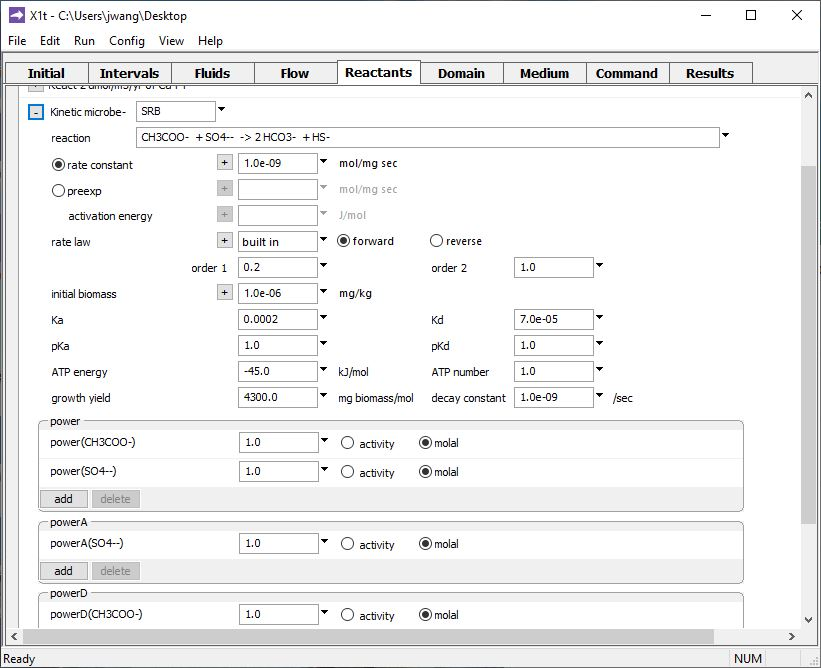 X1t - C:\Users\jwang\Desktop
File Edit Run Config View Help
Initial Intervals Fluids Flow Reactants Domain Medium Command Results
- Kinetic microbe- SRB
reaction CH3COO- + SO4-- -> 2 HCO3- + HS-
rate constant + 1.0e-09 mol/mg sec
preexp + mol/mg sec
activation energy + J/mol
rate law + built in forward reverse
order 1 0.2 order 2 1.0
initial biomass + 1.0e-06 mg/kg
Ka 0.0002 Kd 7.0e-05
pKa 1.0 pKd 1.0
ATP energy -45.0 kJ/mol ATP number 1.0
growth yield 4300.0 mg biomass/mol decay constant 1.0e-09 /sec
power
power(CH3COO-) 1.0 activity molal
power(SO4--) 1.0 activity molal
add delete
powerA
powerA(SO4--) 1.0 activity molal
add delete
powerD
powerD(CH3COO-) 1.0 activity molal
Ready NUM